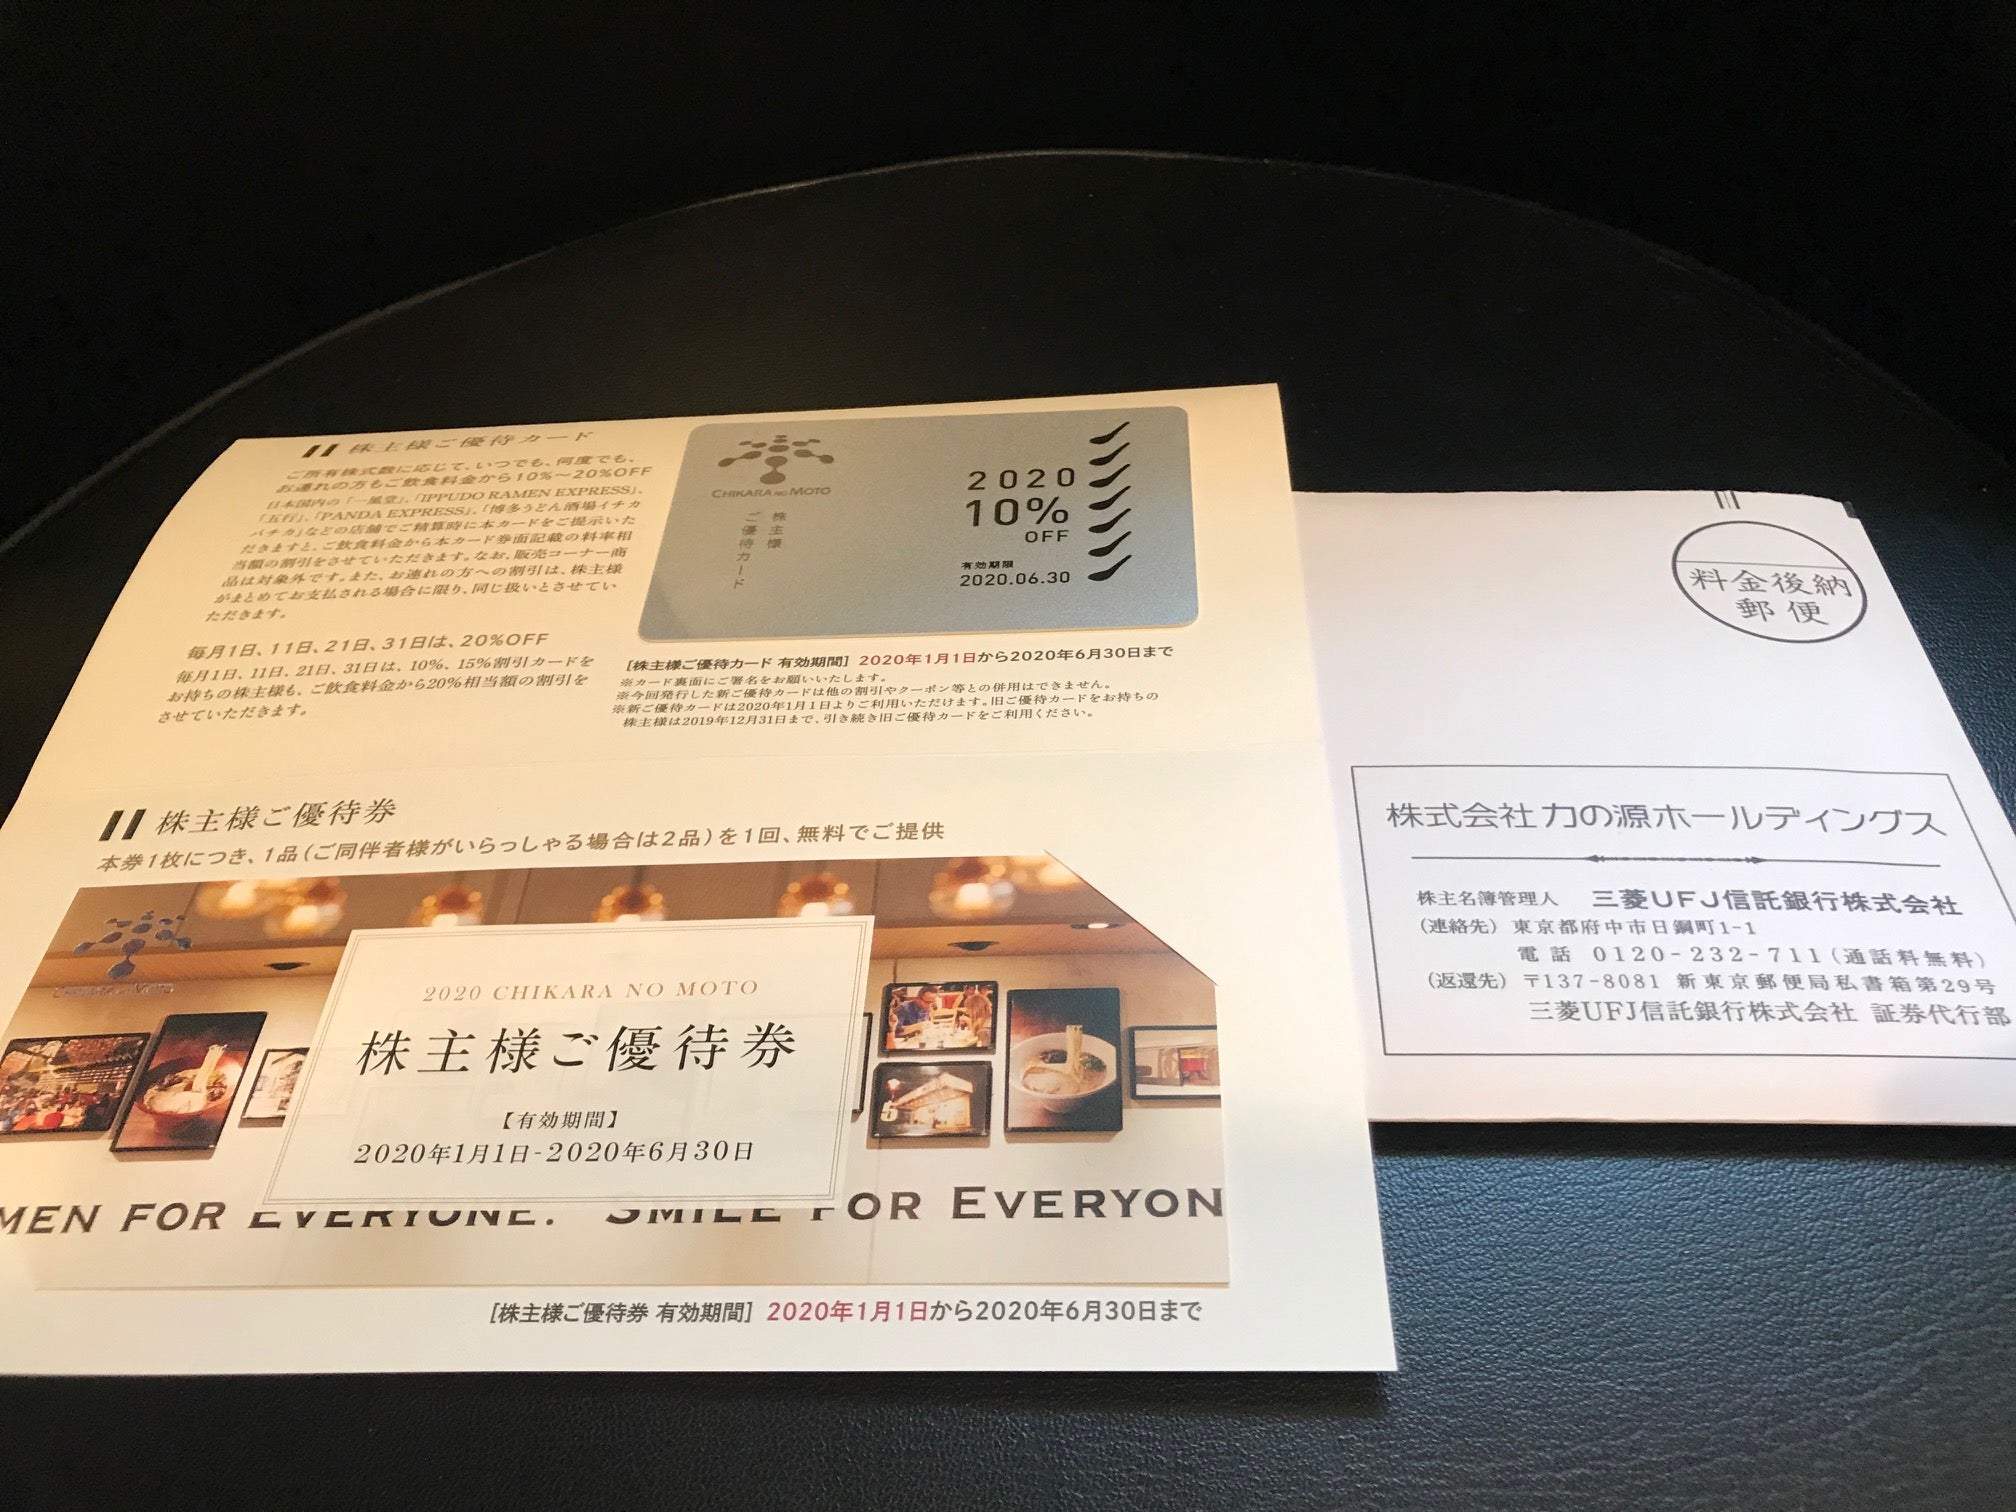 株主様ご優待カード
ご所有株式数に応じて、いつでも、何度でも、
お連れの方もご飲食料金から10%〜20%OFF
日本国内の「一風堂」、「IPPUDO RAMEN EXPRESS」、
「五行」、「PANDA EXPRESS」、「博多うどん酒場イチカ
バチカ」などの店舗でご精算時に本カードをご提示いた
だきますと、ご飲食料金から本カード券面記載の料率相
当額の割引をさせていただきます。なお、販売コーナー商
品は対象外です。また、お連れの方への割引は、株主様
がまとめてお支払される場合に限り、同じ扱いとさせてい
ただきます。
毎月1日、11日、21日、31日は、20%OFF
毎月1日、11日、21日、31日は、10%、15%割引カードを
お持ちの株主様も、ご飲食料金から20%相当額の割引を
させていただきます。
CHIKARA NO MOTO
株主様
ご優待カード
2020
10%
OFF
有効期限
2020.06.30
[株主様ご優待カード 有効期間] 2020年1月1日から2020年6月30日まで
※カード裏面にご署名をお願いいたします。
※今回発行した新ご優待カードは他の割引やクーポン等との併用はできません。
※新ご優待カードは2020年1月1日よりご利用いただけます。旧ご優待カードをお持ちの
株主様は2019年12月31日まで、引き続き旧ご優待カードをご利用ください。
株主様ご優待券
本券1枚につき、1品(ご同伴者様がいらっしゃる場合は2品)を1回、無料でご提供
CHIKARA NO MOTO
2020 CHIKARA NO MOTO
株主様ご優待券
【有効期間】
2020年1月1日-2020年6月30日
MEN FOR EVERYONE. SMILE FOR EVERYON
[株主様ご優待券 有効期間] 2020年1月1日から2020年6月30日まで
料金後納
郵便
株式会社力の源ホールディングス
株主名簿管理人 三菱UFJ信託銀行株式会社
(連絡先) 東京都府中市日鋼町1-1
電話 0120-232-711(通話料無料)
(返還先) 〒137-8081 新東京郵便局私書箱第29号
三菱UFJ信託銀行株式会社 証券代行部